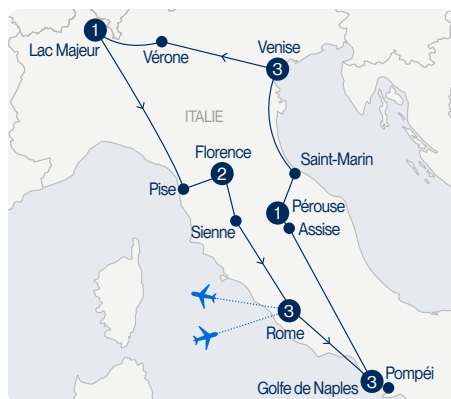 1
Lac Majeur
Vérone
Venise
3
ITALIE
Florence
2
Pise
Saint-Marin
1
Pérouse
Assise
Sienne
3
Rome
3
Pompéi
Golfe de Naples